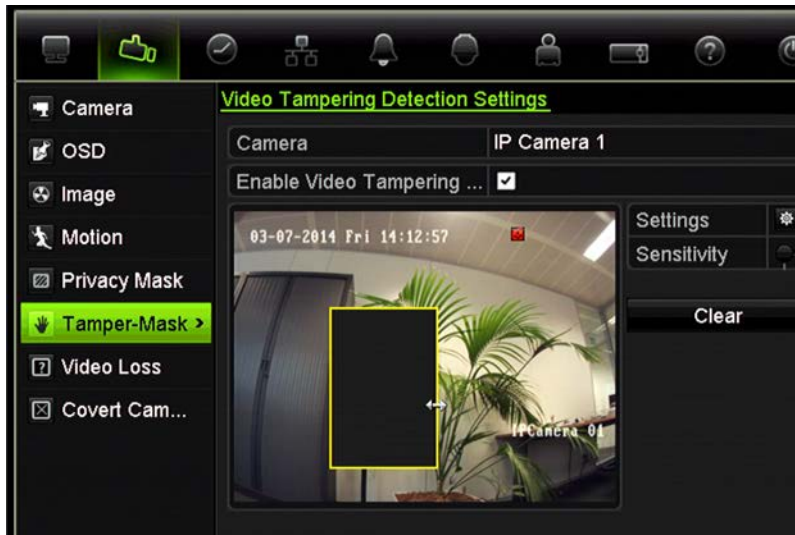 Video Tampering Detection Settings
Camera
OSD
Image
Motion
Privacy Mask
Tamper-Mask >
Video Loss
Covert Cam...
Camera IP Camera 1
Enable Video Tampering ...
03-07-2014 Fri 14:12:57
IPCamera 01
Settings
Sensitivity
Clear